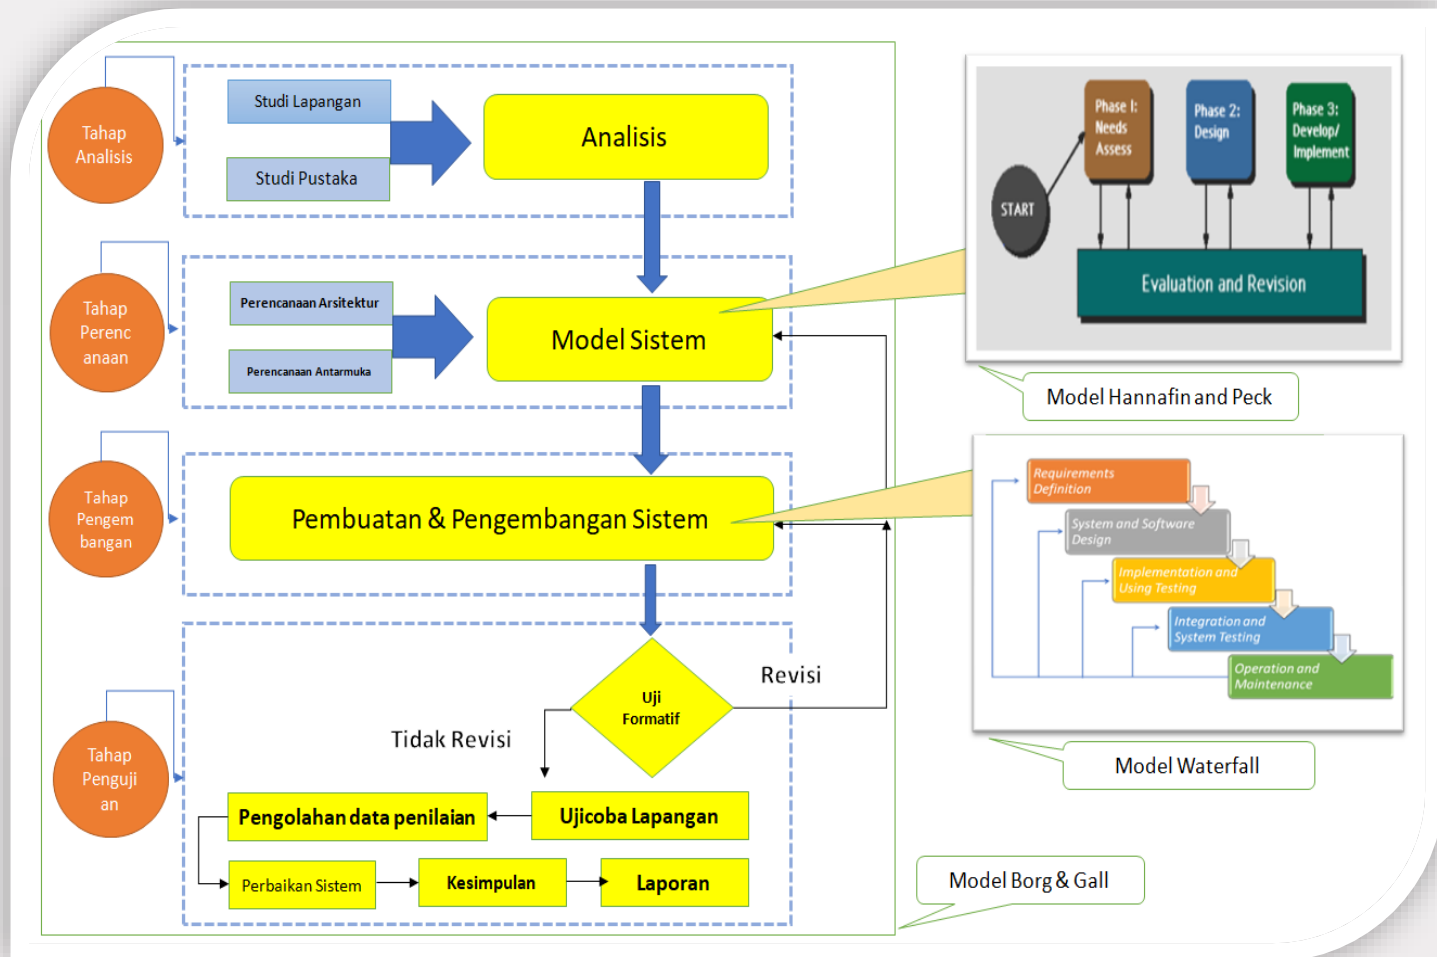 Tahap
Analisis
Studi Lapangan
Studi Pustaka
Analisis
Tahap
Perenc
anaan
Perencanaan Arsitektur
Perencanaan Antarmuka
Model Sistem
Tahap
Pengem
bangan
Pembuatan & Pengembangan Sistem
Tahap
Penguji
an
Uji
Formatif
Revisi
Tidak Revisi
Ujicoba Lapangan
Pengolahan data penilaian
Perbaikan Sistem
Kesimpulan
Laporan
START
Phase 1:
Needs
Assess
Phase 2:
Design
Phase 3:
Develop/
Implement
Evaluation and Revision
Model Hannafin and Peck
Requirements
Definition
System and Software
Design
Implementation and
Using Testing
Integration and
System Testing
Operation and
Maintenance
Model Waterfall
Model Borg & Gall